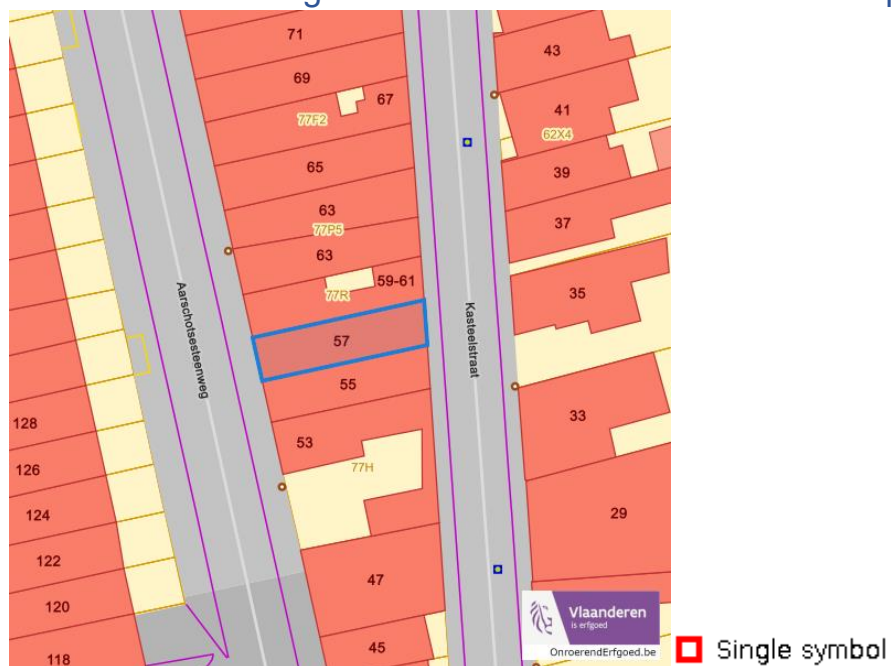 71
69
67
77F2
65
63
77P5
63
59-61
77R
57
55
53
77H
47
45
43
41
62X4
39
37
35
33
29
128
126
124
122
120
118
Aarschotsesteenweg
Kasteelstraat
Vlaanderen
is erfgoed
OnroerendErfgoed.be
Single symbol